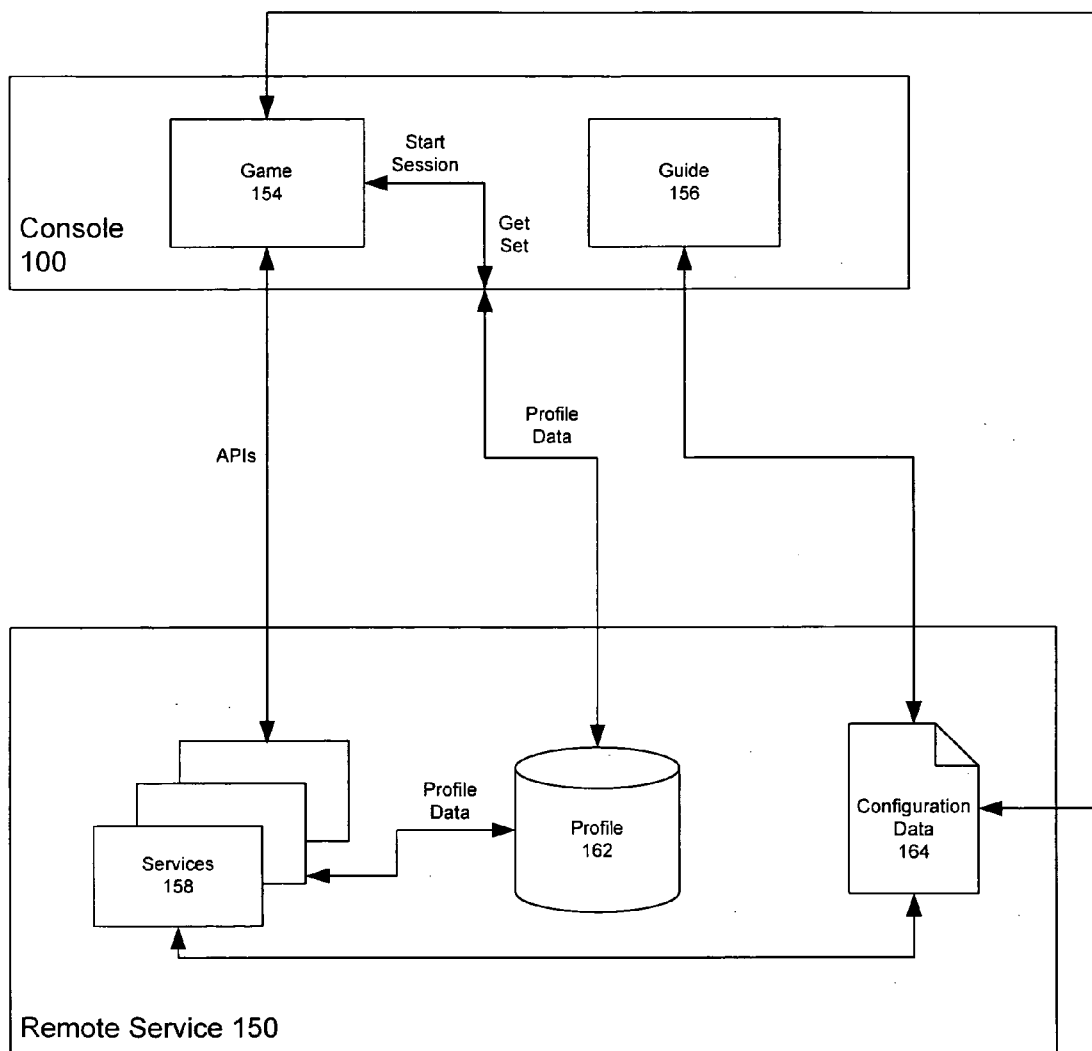 Game
154
Start
Session
Guide
156
Console
100
Get
Set
Profile
Data
APIs
Profile
Data
Services
158
Profile
162
Configuration
Data
164
Remote Service 150